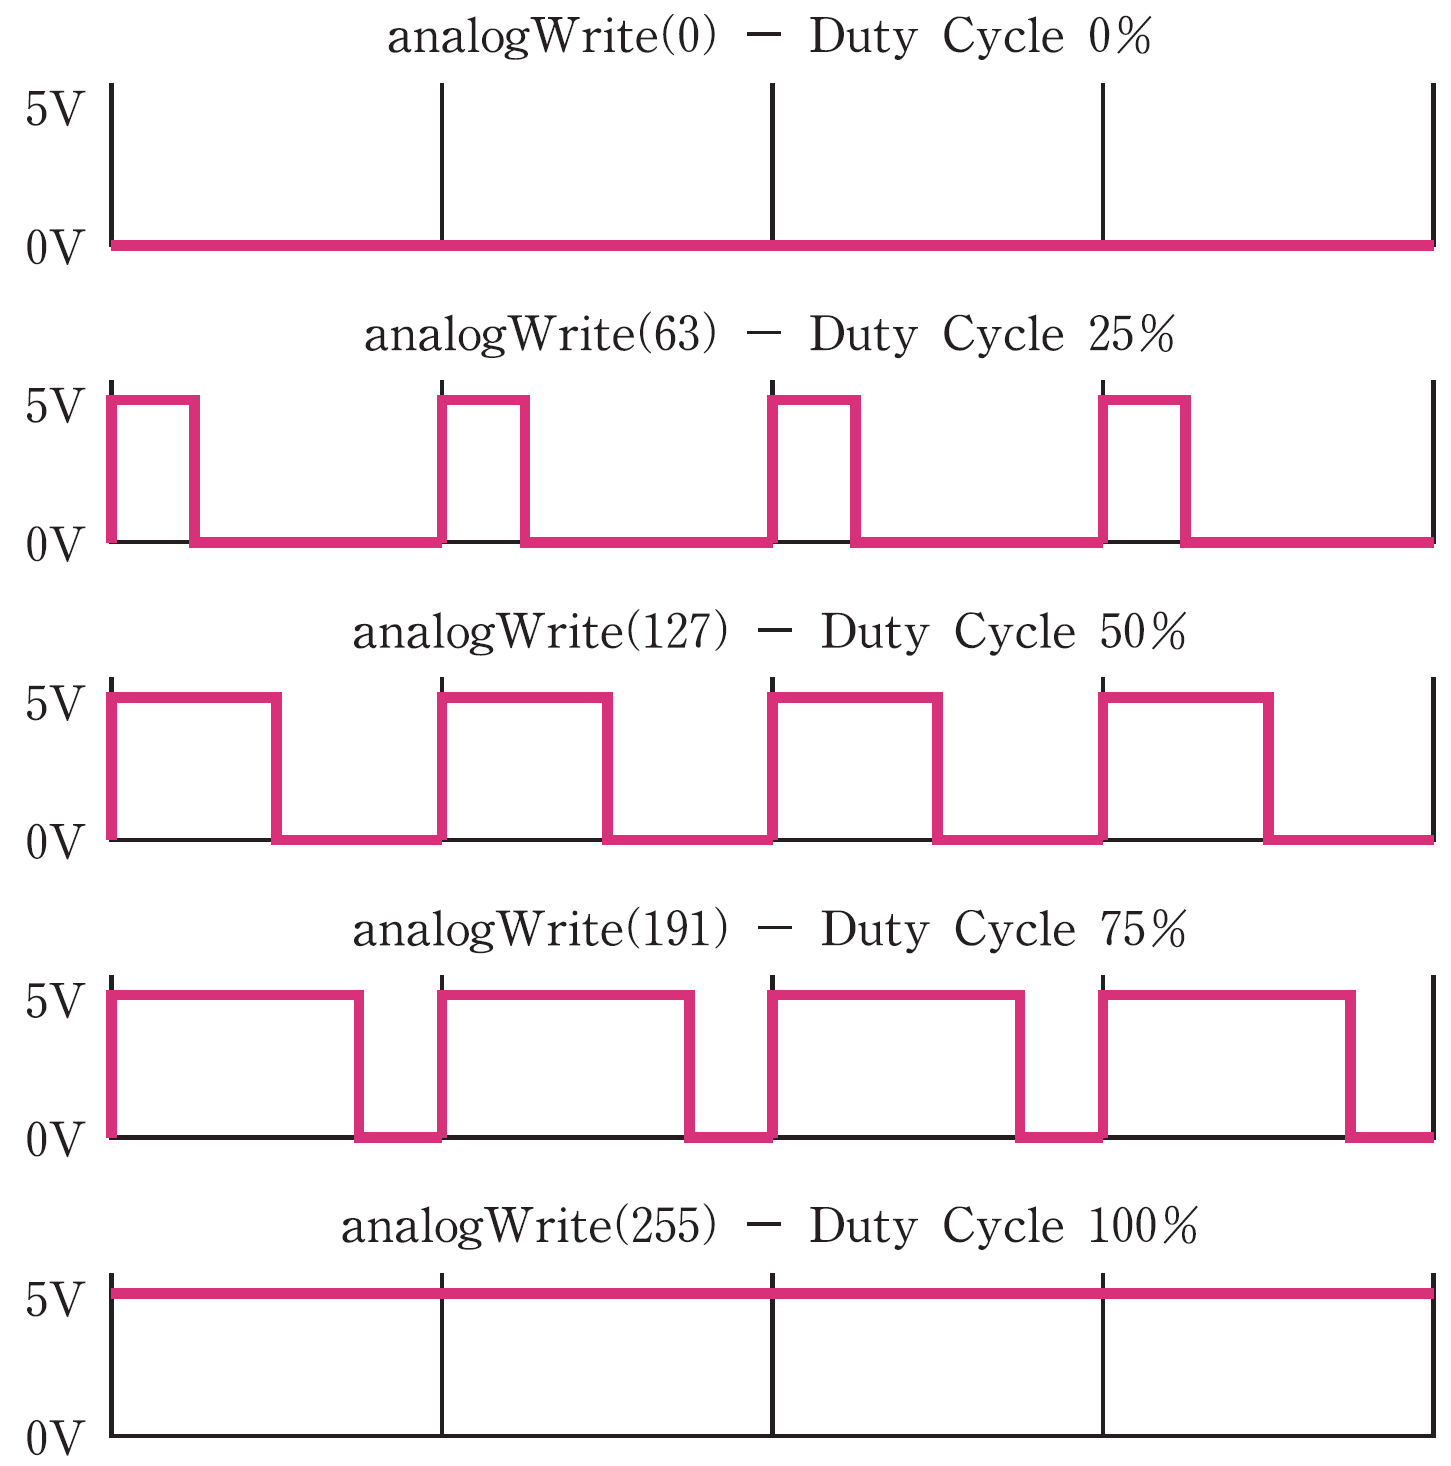 analogWrite(0) — Duty Cycle 0%
5V
0V
analogWrite(63) — Duty Cycle 25%
5V
0V
analogWrite(127) — Duty Cycle 50%
5V
0V
analogWrite(191) — Duty Cycle 75%
5V
0V
analogWrite(255) — Duty Cycle 100%
5V
0V